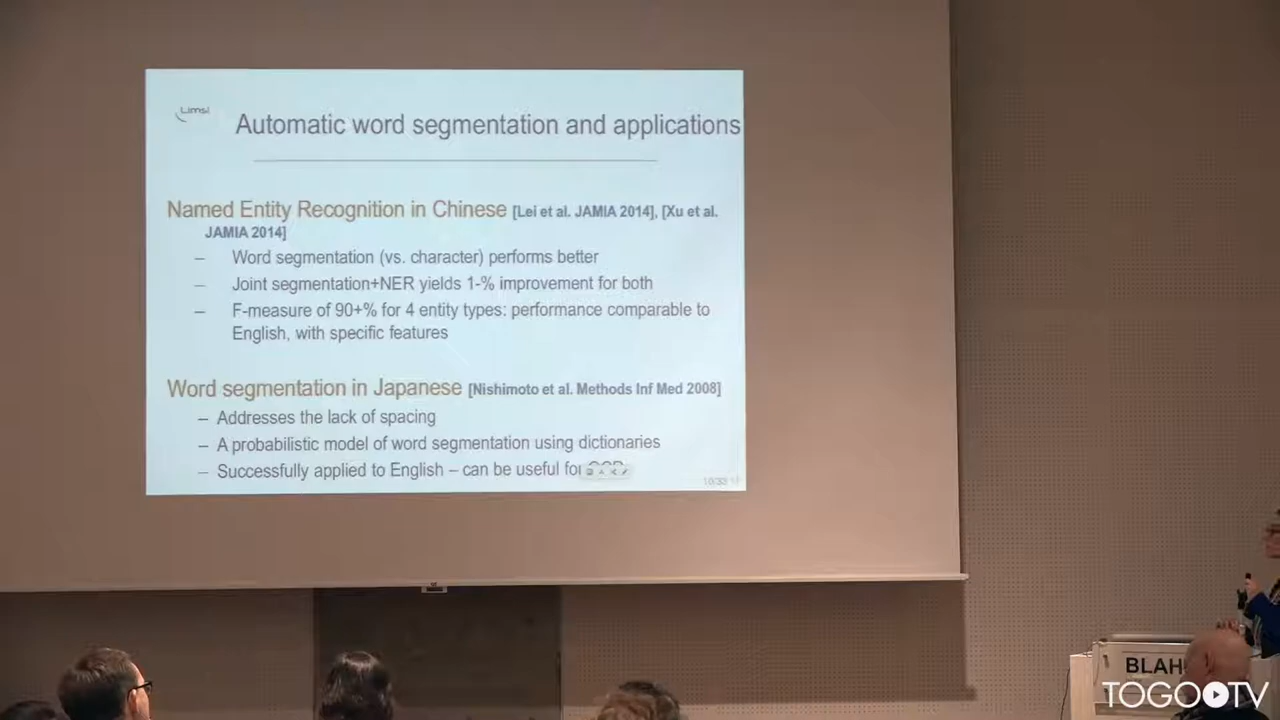 Limsi
Automatic word segmentation and applications
Named Entity Recognition in Chinese [Lei et al. JAMIA 2014], [Xu et al.
JAMIA 2014]
– Word segmentation (vs. character) performs better
– Joint segmentation+NER yields 1-% improvement for both
– F-measure of 90+% for 4 entity types: performance comparable to
English, with specific features
Word segmentation in Japanese [Nishimoto et al. Methods Inf Med 2008]
– Addresses the lack of spacing
– A probabilistic model of word segmentation using dictionaries
– Successfully applied to English – can be useful for
BLAH
TOGOTV